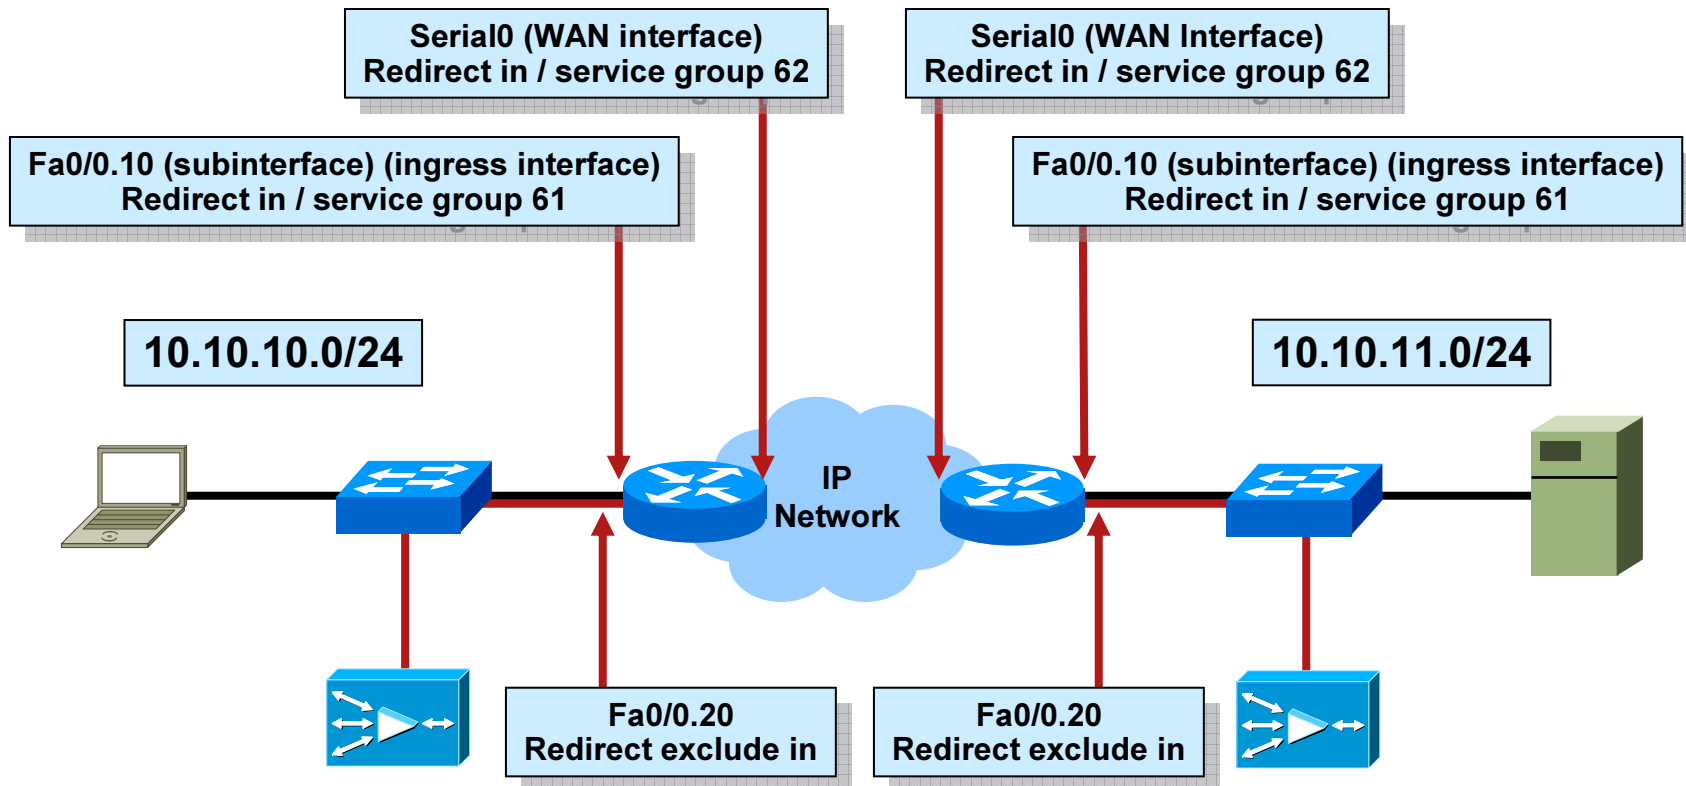 Serial0 (WAN interface)
Redirect in / service group 62
Serial0 (WAN Interface)
Redirect in / service group 62
Fa0/0.10 (subinterface) (ingress interface)
Redirect in / service group 61
Fa0/0.10 (subinterface) (ingress interface)
Redirect in / service group 61
10.10.10.0/24
10.10.11.0/24
IP
Network
Fa0/0.20
Redirect exclude in
Fa0/0.20
Redirect exclude in